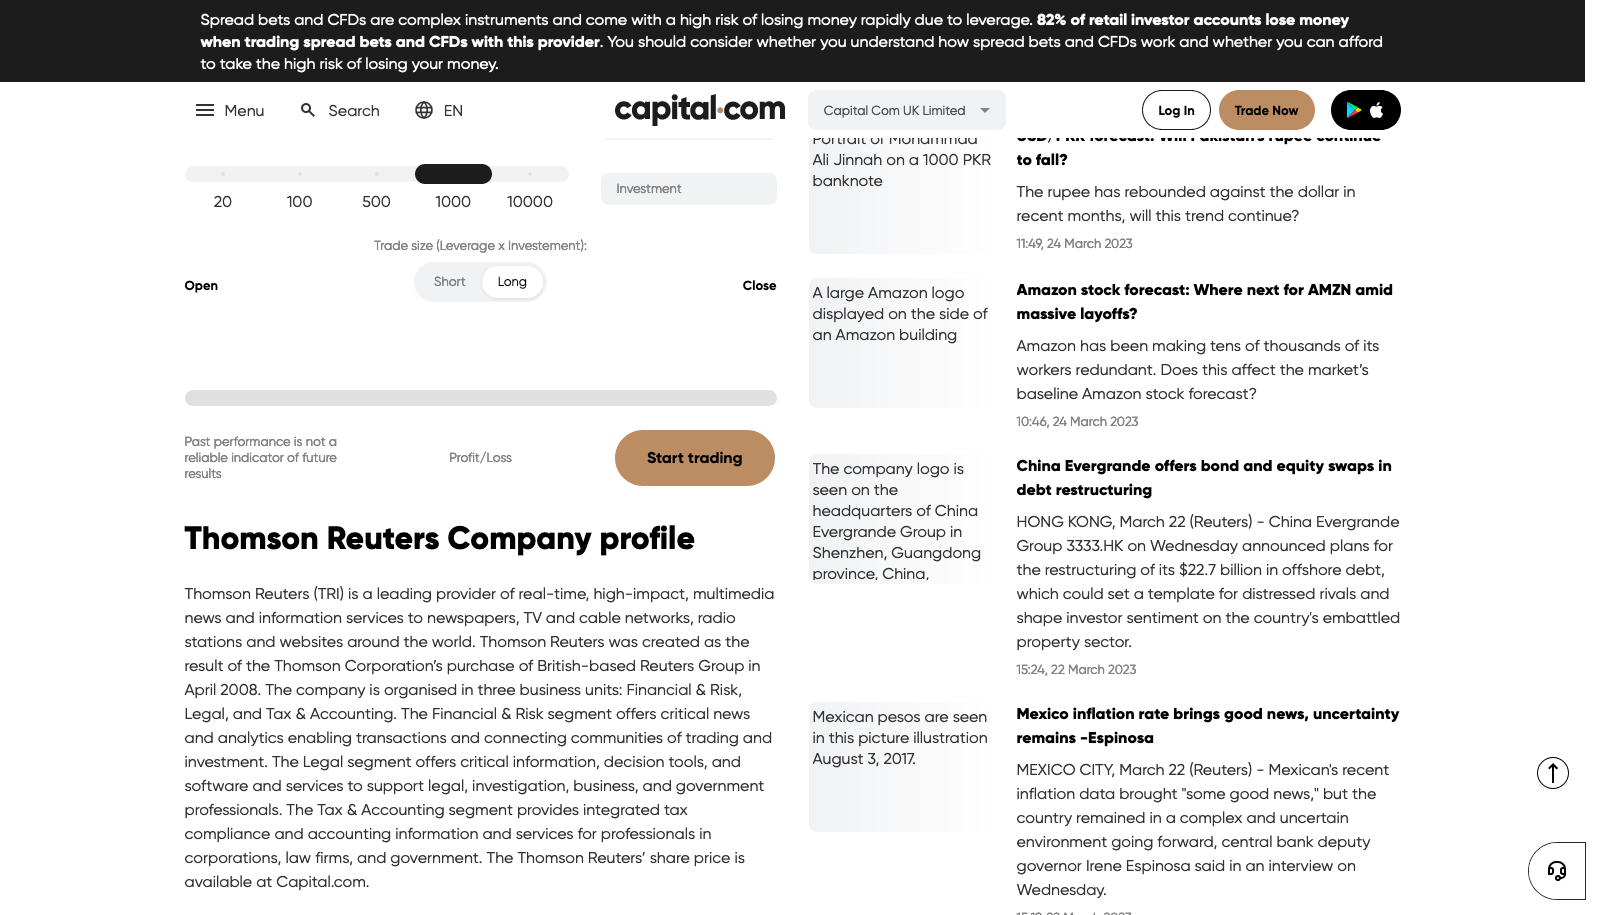 Spread bets and CFDs are complex instruments and come with a high risk of losing money rapidly due to leverage. 82% of retail investor accounts lose money
when trading spread bets and CFDs with this provider. You should consider whether you understand how spread bets and CFDs work and whether you can afford
to take the high risk of losing your money.
Menu
Search
EN
capital.com
Capital Com UK Limited
Log In
Trade Now
20
100
500
1000
10000
Investment
Trade size (Leverage x Investement):
Open
Short
Long
Close
Past performance is not a
reliable indicator of future
results
Profit/Loss
Start trading
Thomson Reuters Company profile
Thomson Reuters (TRI) is a leading provider of real-time, high-impact, multimedia
news and information services to newspapers, TV and cable networks, radio
stations and websites around the world. Thomson Reuters was created as the
result of the Thomson Corporation’s purchase of British-based Reuters Group in
April 2008. The company is organised in three business units: Financial & Risk,
Legal, and Tax & Accounting. The Financial & Risk segment offers critical news
and analytics enabling transactions and connecting communities of trading and
investment. The Legal segment offers critical information, decision tools, and
software and services to support legal, investigation, business, and government
professionals. The Tax & Accounting segment provides integrated tax
compliance and accounting information and services for professionals in
corporations, law firms, and government. The Thomson Reuters’ share price is
available at Capital.com.
Portrait of Mohammad
Ali Jinnah on a 1000 PKR
banknote
USD/PKR forecast: Will Pakistan's rupee continue
to fall?
The rupee has rebounded against the dollar in
recent months, will this trend continue?
11:49, 24 March 2023
A large Amazon logo
displayed on the side of
an Amazon building
Amazon stock forecast: Where next for AMZN amid
massive layoffs?
Amazon has been making tens of thousands of its
workers redundant. Does this affect the market’s
baseline Amazon stock forecast?
10:46, 24 March 2023
The company logo is
seen on the
headquarters of China
Evergrande Group in
Shenzhen, Guangdong
province, China,
China Evergrande offers bond and equity swaps in
debt restructuring
HONG KONG, March 22 (Reuters) - China Evergrande
Group 3333.HK on Wednesday announced plans for
the restructuring of its $22.7 billion in offshore debt,
which could set a template for distressed rivals and
shape investor sentiment on the country's embattled
property sector.
15:24, 22 March 2023
Mexican pesos are seen
in this picture illustration
August 3, 2017.
Mexico inflation rate brings good news, uncertainty
remains -Espinosa
MEXICO CITY, March 22 (Reuters) - Mexican's recent
inflation data brought "some good news," but the
country remained in a complex and uncertain
environment going forward, central bank deputy
governor Irene Espinosa said in an interview on
Wednesday.